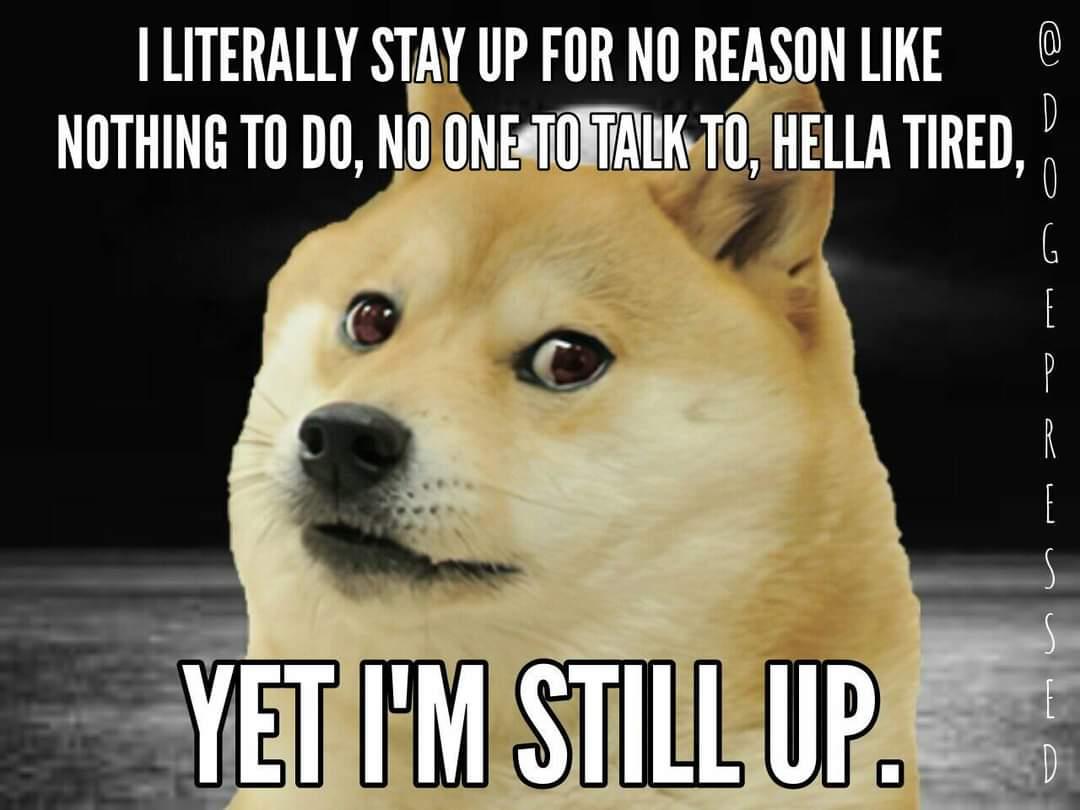 I LITERALLY STAY UP FOR NO REASON LIKE
NOTHING TO DO, NO ONE TO TALK TO, HELLA TIRED,
YET I'M STILL UP.
@DOGEPRESSED